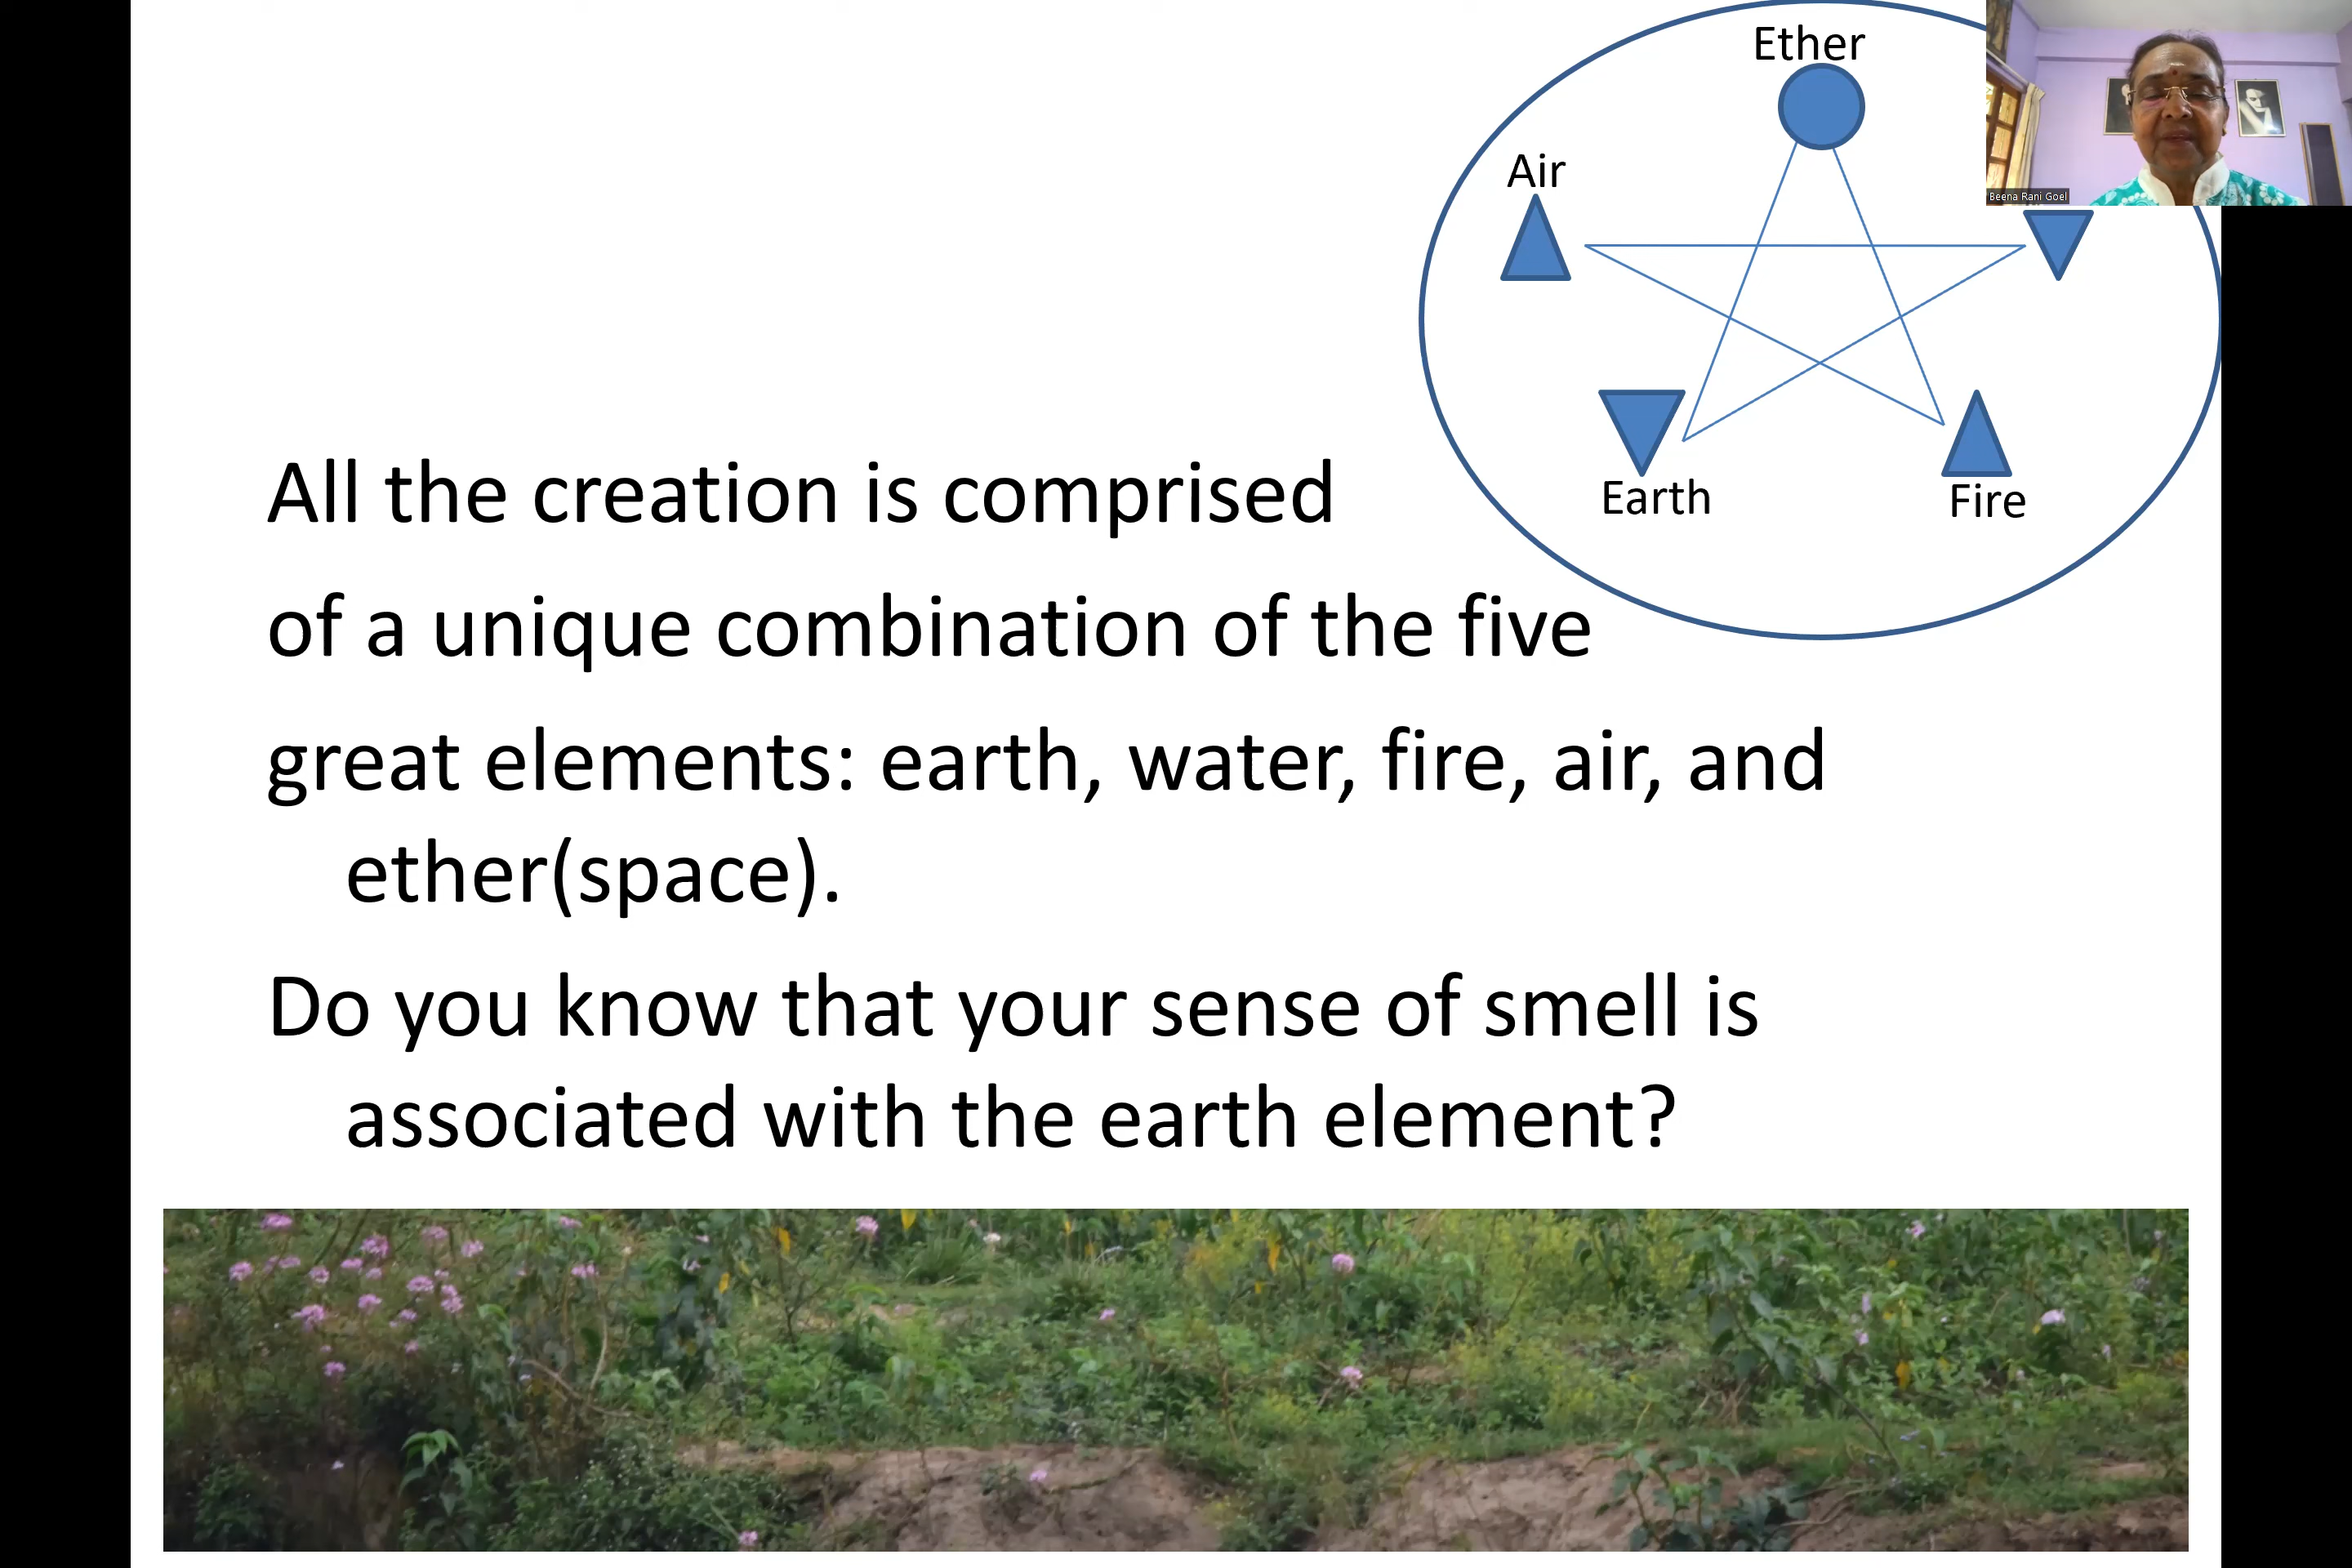 Ether
Air
Beena Rani Goel
Earth
Fire
All the creation is comprised
of a unique combination of the five
great elements: earth, water, fire, air, and
ether(space).
Do you know that your sense of smell is
associated with the earth element?